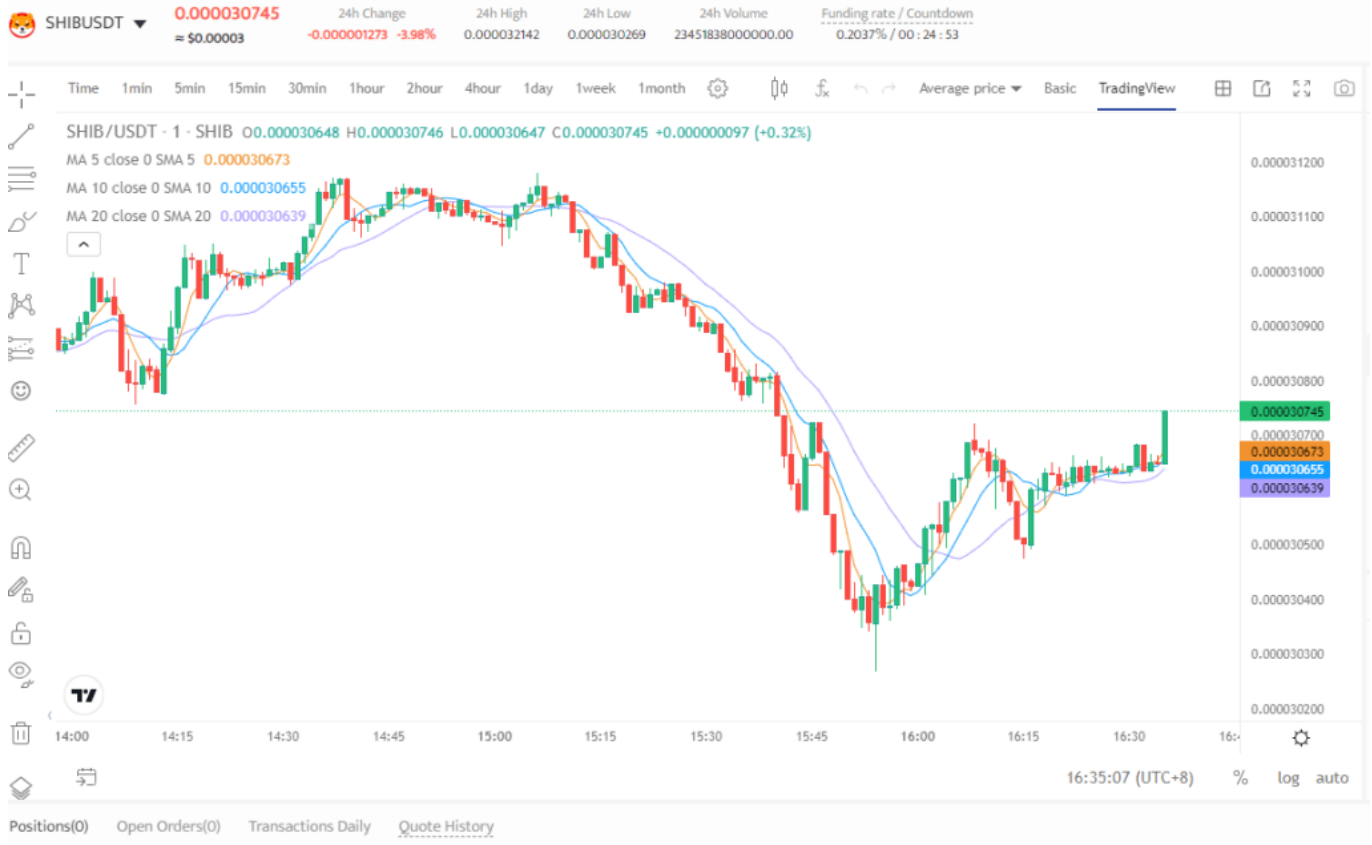 SHIBUSDT
0.000030745
≈ $0.00003
24h Change
-0.000001273 -3.98%
24h High
0.000032142
24h Low
0.000030269
24h Volume
23451838000000.00
Funding rate / Countdown
0.2037% / 00 : 24 : 53
Time 1min 5min 15min 30min 1hour 2hour 4hour 1day 1week 1month Average price Basic TradingView
SHIB/USDT · 1 · SHIB O0.000030648 H0.000030746 L0.000030647 C0.000030745 +0.000000097 (+0.32%)
MA 5 close 0 SMA 5 0.000030673
MA 10 close 0 SMA 10 0.000030655
MA 20 close 0 SMA 20 0.000030639
0.000031200
0.000031100
0.000031000
0.000030900
0.000030800
0.000030745
0.000030700
0.000030673
0.000030655
0.000030639
0.000030500
0.000030400
0.000030300
0.000030200
14:00 14:15 14:30 14:45 15:00 15:15 15:30 15:45 16:00 16:15 16:30
16:35:07 (UTC+8) % log auto
Positions(0) Open Orders(0) Transactions Daily Quote History